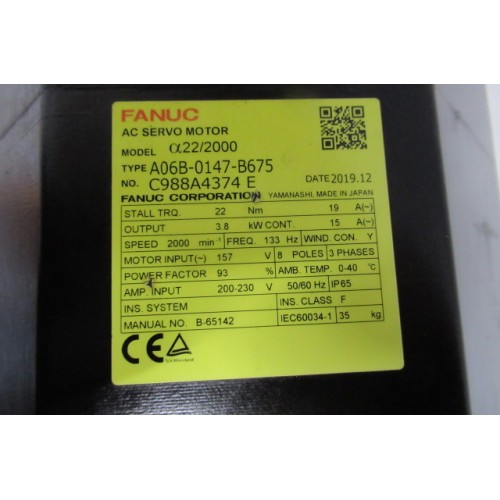 FANUC
AC SERVO MOTOR
MODEL α22/2000
TYPE A06B-0147-B675
NO. C988A4374 E DATE 2019.12
FANUC CORPORATION YAMANASHI, MADE IN JAPAN
STALL TRQ. 22 Nm 19 A(~)
OUTPUT 3.8 kW CONT. 15 A(~)
SPEED 2000 min⁻¹ FREQ. 133 Hz WIND. CON. Y
MOTOR INPUT(~) 157 V 8 POLES 3 PHASES
POWER FACTOR 93 % AMB. TEMP. 0-40 ℃
AMP. INPUT 200-230 V 50/60 Hz IP65
INS. SYSTEM INS. CLASS F
MANUAL NO. B-65142 IEC60034-1 35 kg
CE